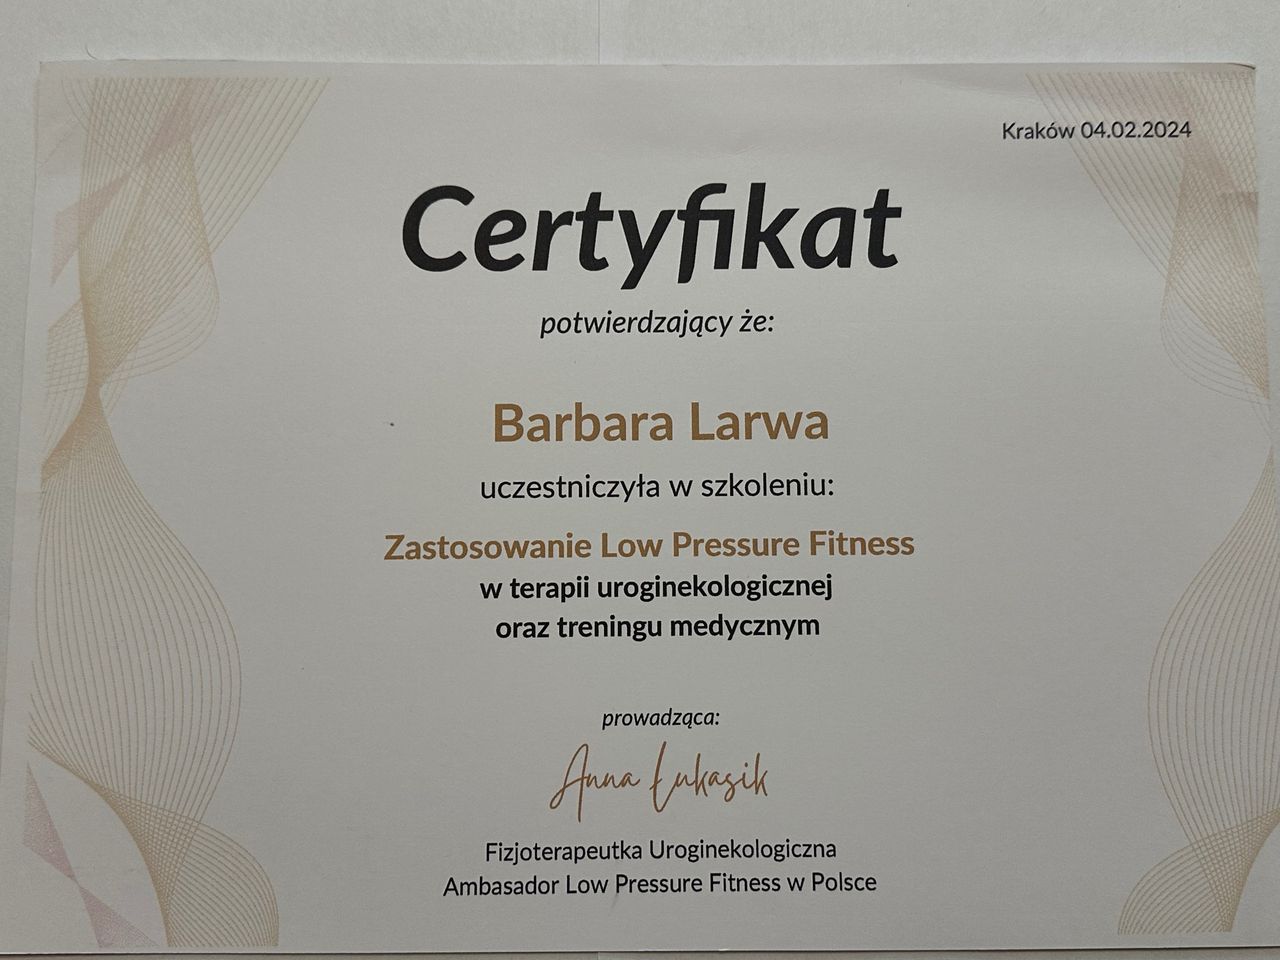 Kraków 04.02.2024
Certyfikat
potwierdzający że:
Barbara Larwa
uczestniczyła w szkoleniu:
Zastosowanie Low Pressure Fitness
w terapii uroginekologicznej
oraz treningu medycznym
prowadząca:
Anna Łukasik
Fizjoterapeutka Uroginekologiczna
Ambasador Low Pressure Fitness w Polsce